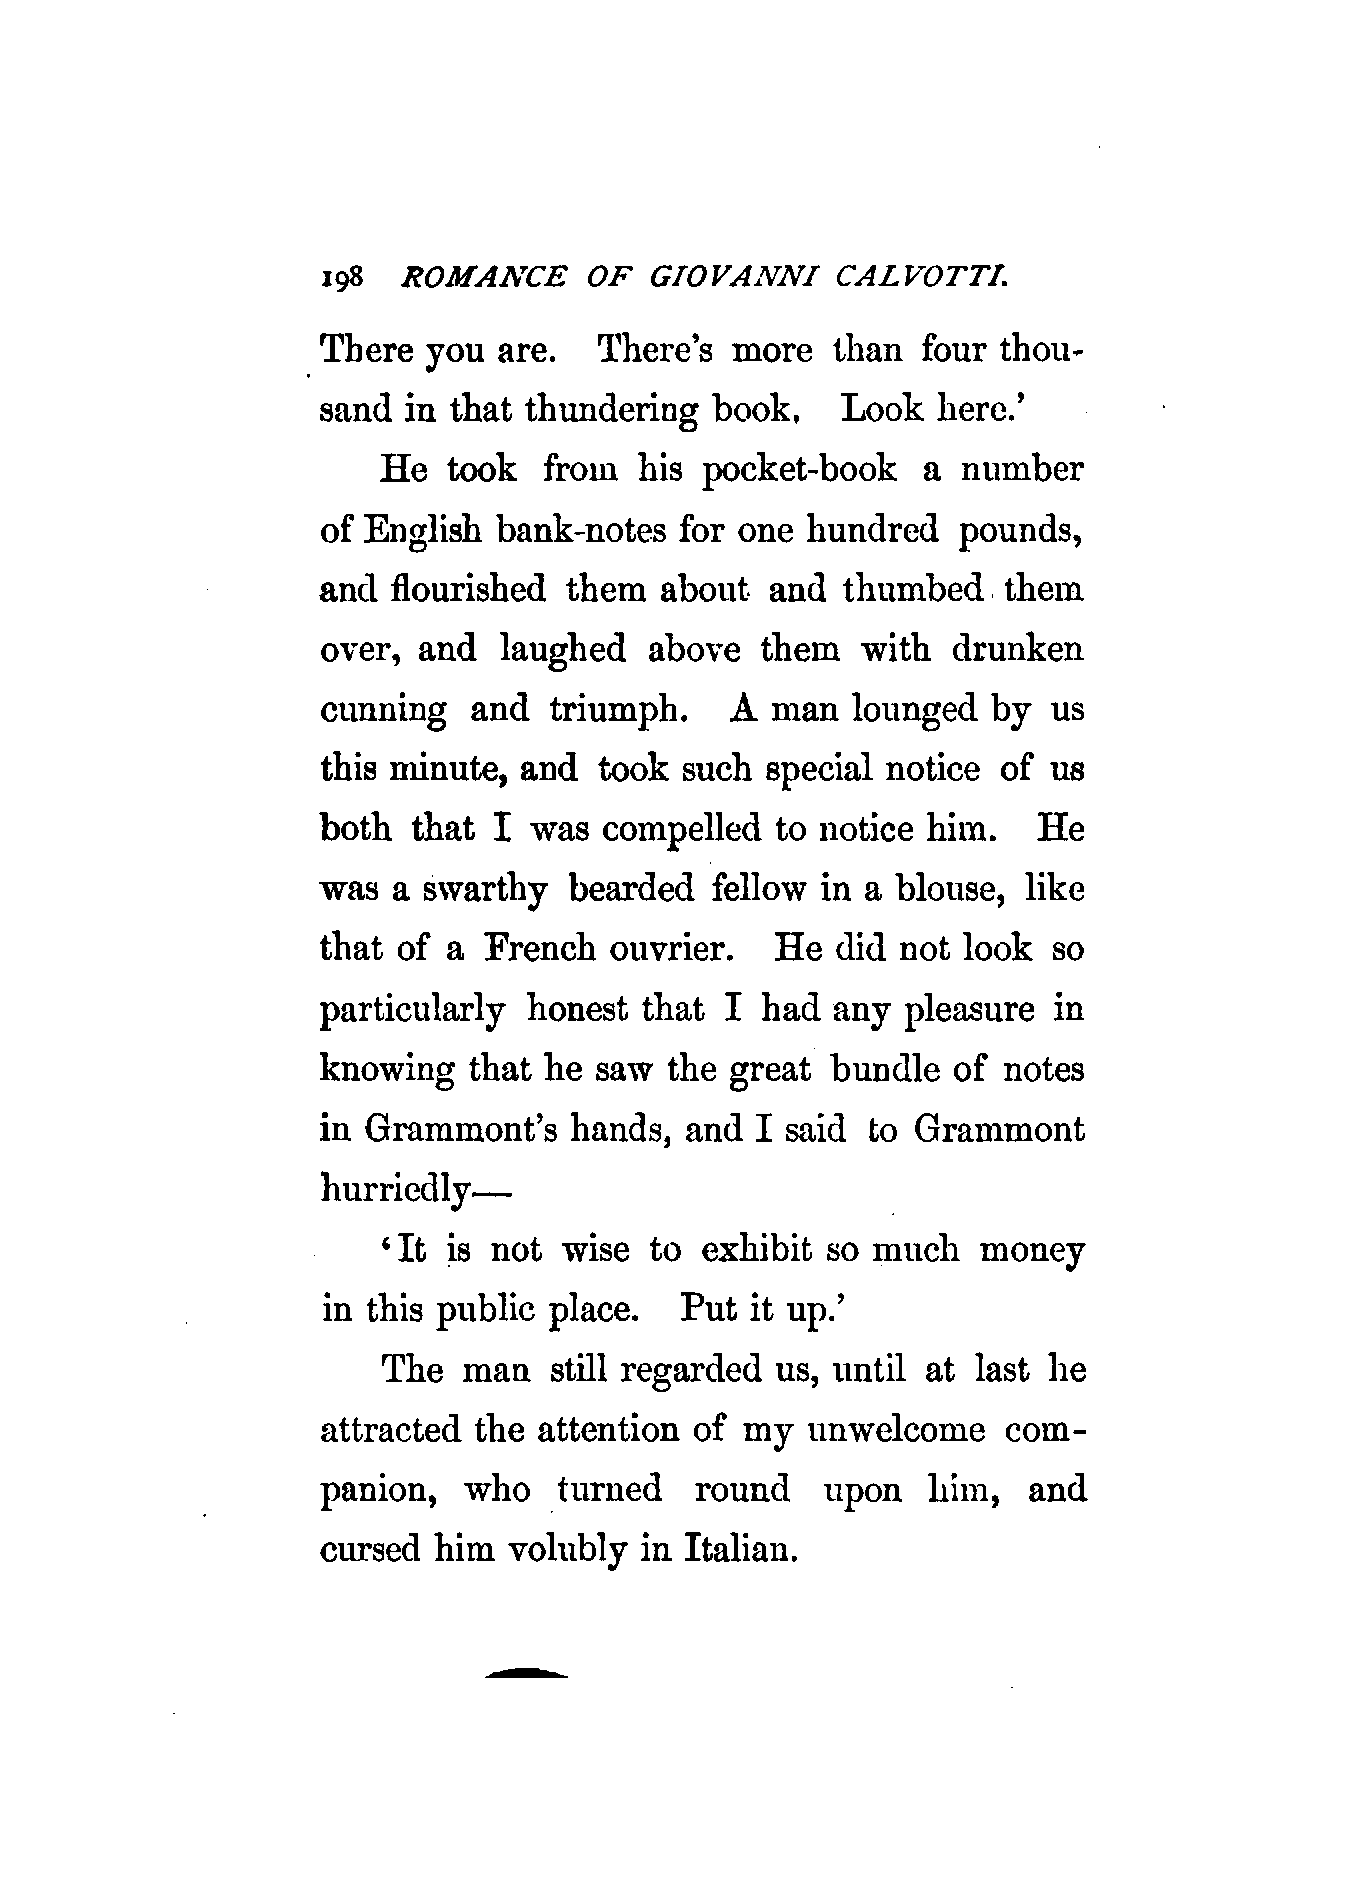 198 ROMANCE OF GIOVANNI CALVOTTI.
There you are. There's more than four thou-
sand in that thundering book. Look here.'
He took from his pocket-book a number
of English bank-notes for one hundred pounds,
and flourished them about and thumbed them
over, and laughed above them with drunken
cunning and triumph. A man lounged by us
this minute, and took such special notice of us
both that I was compelled to notice him. He
was a swarthy bearded fellow in a blouse, like
that of a French ouvrier. He did not look so
particularly honest that I had any pleasure in
knowing that he saw the great bundle of notes
in Grammont's hands, and I said to Grammont
hurriedly—
'It is not wise to exhibit so much money
in this public place. Put it up.'
The man still regarded us, until at last he
attracted the attention of my unwelcome com-
panion, who turned round upon him, and
cursed him volubly in Italian.